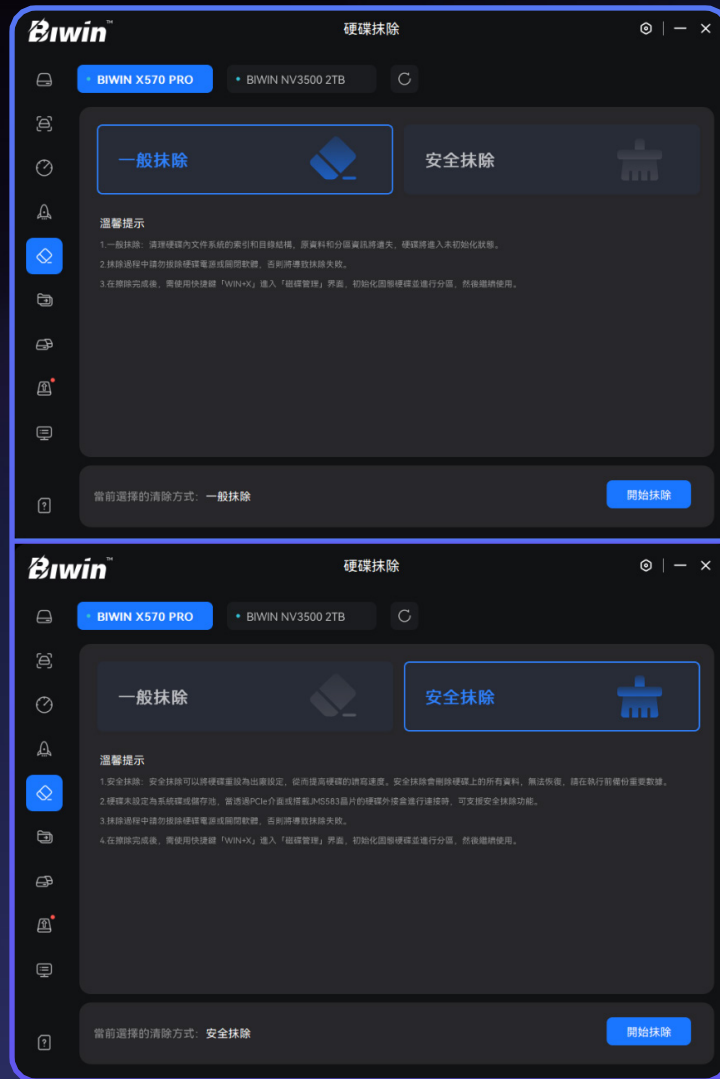 Biwin™
硬碟抹除
BIWIN X570 PRO
BIWIN NV3500 2TB
一般抹除
安全抹除
溫馨提示
1.一般抹除：清理硬碟內文件系統的索引和目錄結構，原資料和分區資訊將遺失，硬碟將進入未初始化狀態。
2.抹除過程中請勿拔除硬碟電源或關閉軟體，否則將導致抹除失敗。
3.在擦除完成後，需使用快捷鍵「WIN+X」進入「磁碟管理」界面，初始化固態硬碟並進行分區，然後繼續使用。
當前選擇的清除方式：一般抹除
開始抹除
Biwin™
硬碟抹除
BIWIN X570 PRO
BIWIN NV3500 2TB
一般抹除
安全抹除
溫馨提示
1.安全抹除：安全抹除可以將硬碟重設為出廠設定，從而提高硬碟的讀寫速度。安全抹除會刪除硬碟上的所有資料，無法恢復，請在執行前備份重要數據。
2.硬碟未設定為系統碟或儲存池，當透過PCIe介面或搭載JMS583晶片的硬碟外接盒進行連接時，可支援安全抹除功能。
3.抹除過程中請勿拔除硬碟電源或關閉軟體，否則將導致抹除失敗。
4.在擦除完成後，需使用快捷鍵「WIN+X」進入「磁碟管理」界面，初始化固態硬碟並進行分區，然後繼續使用。
當前選擇的清除方式：安全抹除
開始抹除